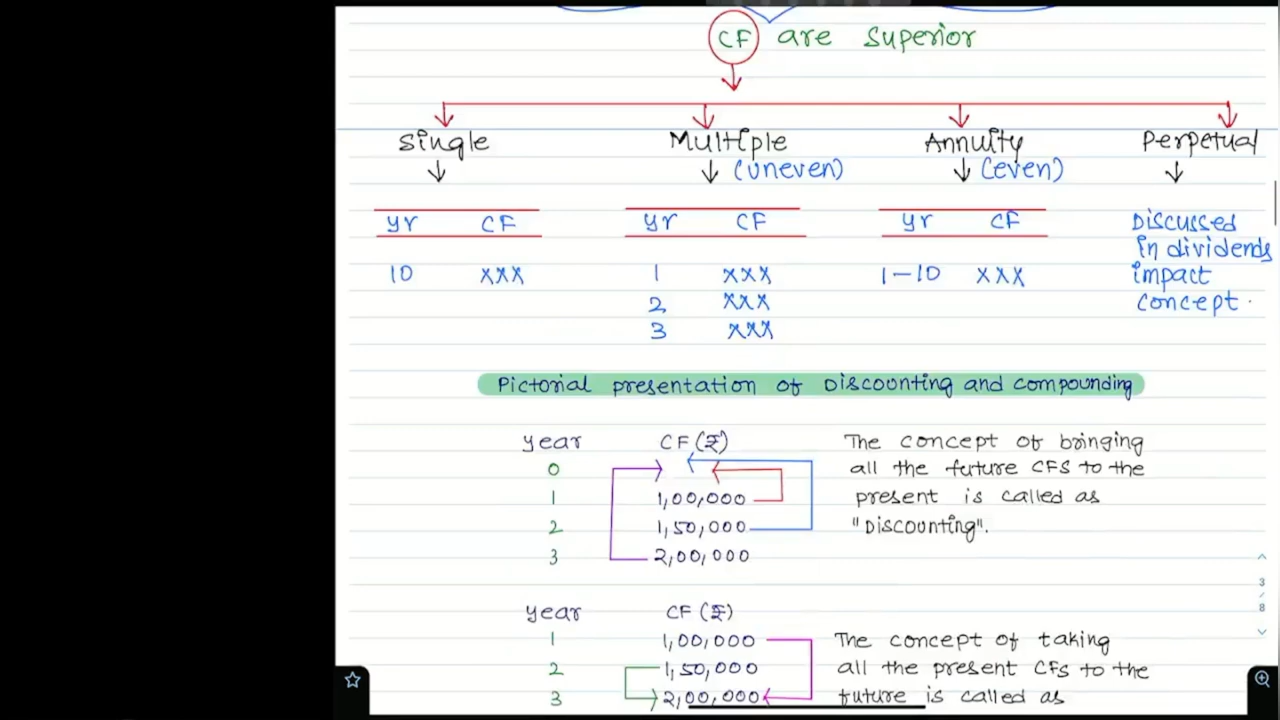 CF are superior
Single Multiple Annuity Perpetual
(uneven) (even)
yr CF yr CF yr CF Discussed
in dividends
10 xxx 1 xxx 1-10 xxx impact
2 xxx concept.
3 xxx
Pictorial presentation of Discounting and compounding
year CF (₹) The concept of bringing
0 all the future CFS to the
1 1,00,000 present is called as
2 1,50,000 "Discounting".
3 2,00,000
year CF (₹)
1 1,00,000 The concept of taking
2 1,50,000 all the present CFS to the
3 2,00,000 future is called as
3
/
8